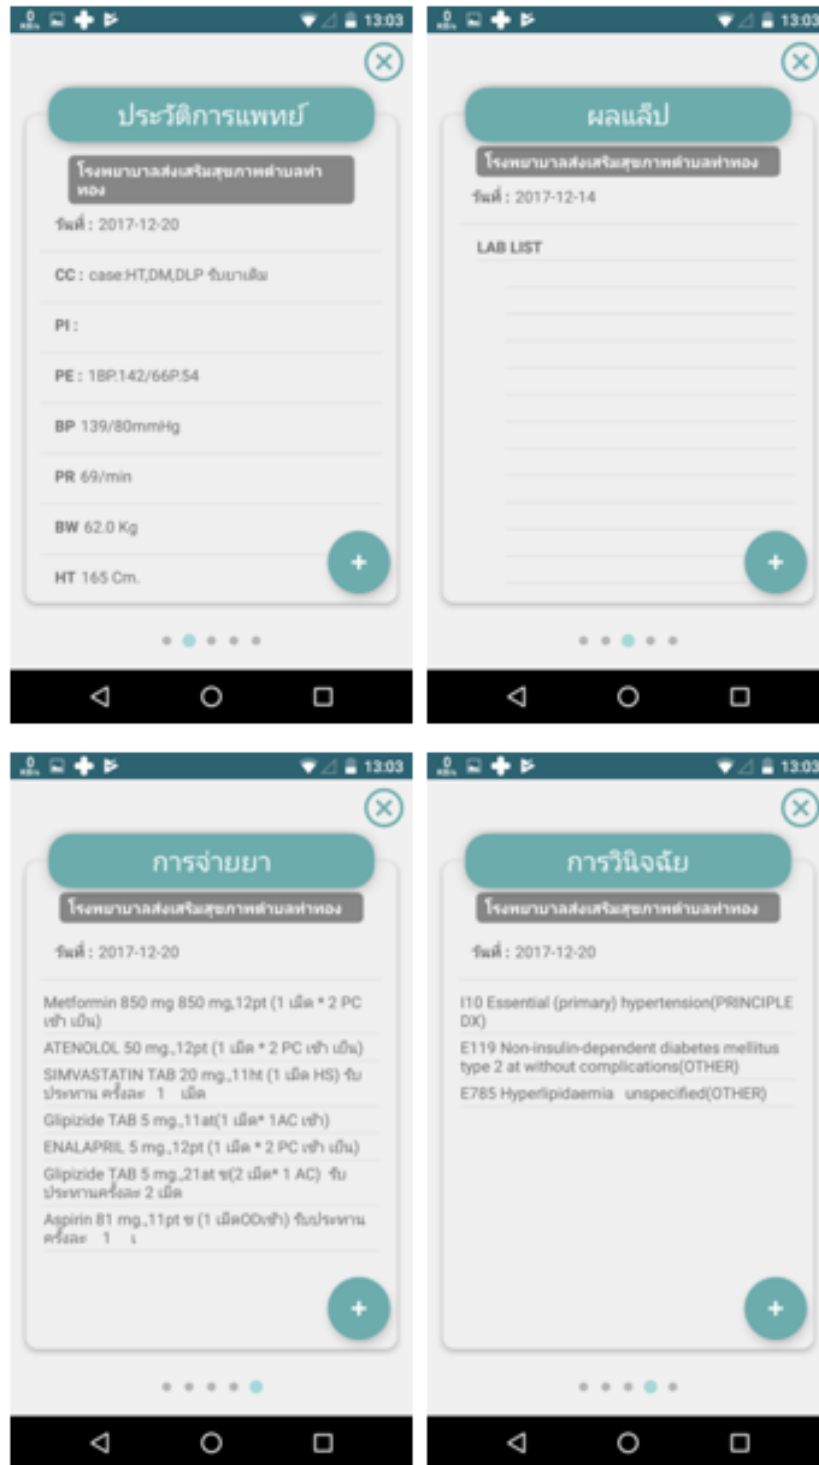 0
KB/s
13:03
ประวัติการแพทย์
โรงพยาบาลส่งเสริมสุขภาพตำบลท่า
ทอง
วันที่ : 2017-12-20
CC : case:HT,DM,DLP รับยาเดิม
PI :
PE : 1BP.142/66P.54
BP 139/80mmHg
PR 69/min
BW 62.0 Kg
HT 165 Cm.
+
0
KB/s
13:03
ผลแล็ป
โรงพยาบาลส่งเสริมสุขภาพตำบลท่าทอง
วันที่ : 2017-12-14
LAB LIST
+
0
KB/s
13:03
การจ่ายยา
โรงพยาบาลส่งเสริมสุขภาพตำบลท่าทอง
วันที่ : 2017-12-20
Metformin 850 mg 850 mg,12pt (1 เม็ด * 2 PC
เช้า เย็น)
ATENOLOL 50 mg.,12pt (1 เม็ด * 2 PC เช้า เย็น)
SIMVASTATIN TAB 20 mg.,11ht (1 เม็ด HS) รับ
ประทาน ครั้งละ 1 เม็ด
Glipizide TAB 5 mg.,11at(1 เม็ด* 1AC เช้า)
ENALAPRIL 5 mg.,12pt (1 เม็ด * 2 PC เช้า เย็น)
Glipizide TAB 5 mg.,21at ช(2 เม็ด* 1 AC) รับ
ประทานครั้งละ 2 เม็ด
Aspirin 81 mg.,11pt ช (1 เม็ดODเช้า) รับประทาน
ครั้งละ 1 เ
+
0
KB/s
13:03
การวินิจฉัย
โรงพยาบาลส่งเสริมสุขภาพตำบลท่าทอง
วันที่ : 2017-12-20
I10 Essential (primary) hypertension(PRINCIPLE
DX)
E119 Non-insulin-dependent diabetes mellitus
type 2 at without complications(OTHER)
E785 Hyperlipidaemia unspecified(OTHER)
+